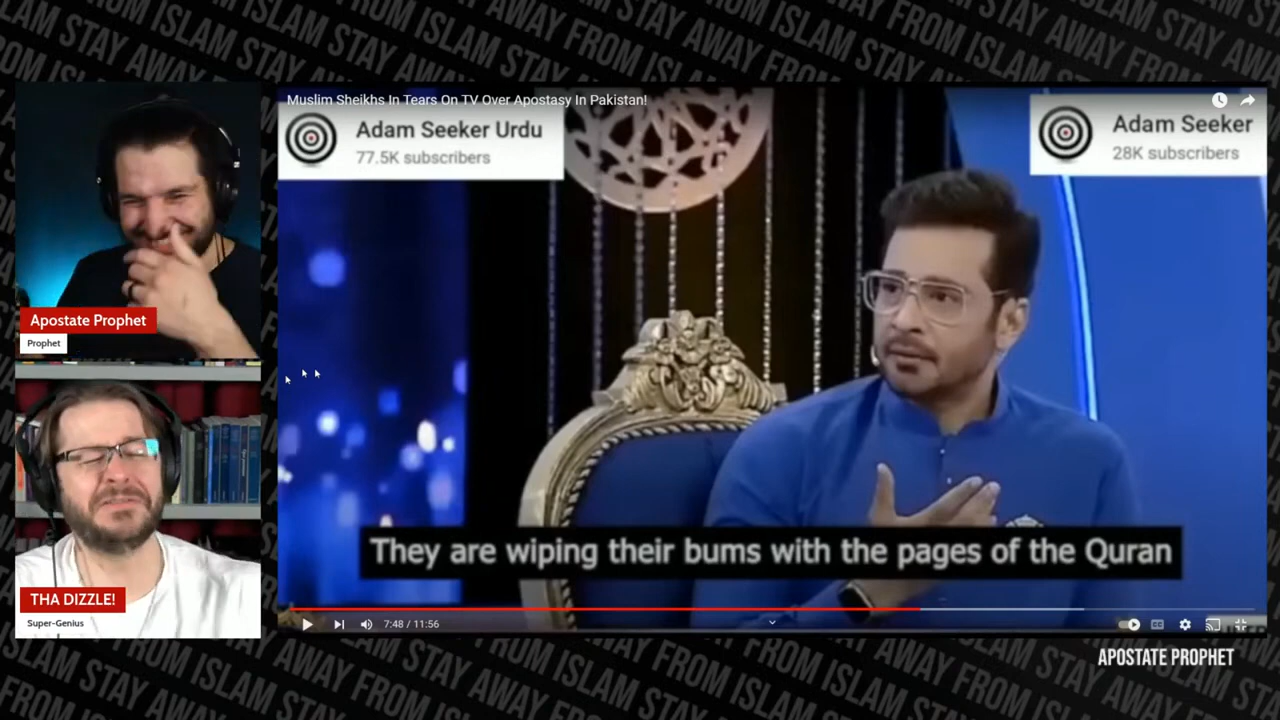 STAY AWAY FROM ISLAM
Muslim Sheikhs In Tears On TV Over Apostasy In Pakistan!
Adam Seeker Urdu
77.5K subscribers
Adam Seeker
28K subscribers
Apostate Prophet
Prophet
They are wiping their bums with the pages of the Quran
THA DIZZLE!
Super-Genius
7:48 / 11:56
APOSTATE PROPHET